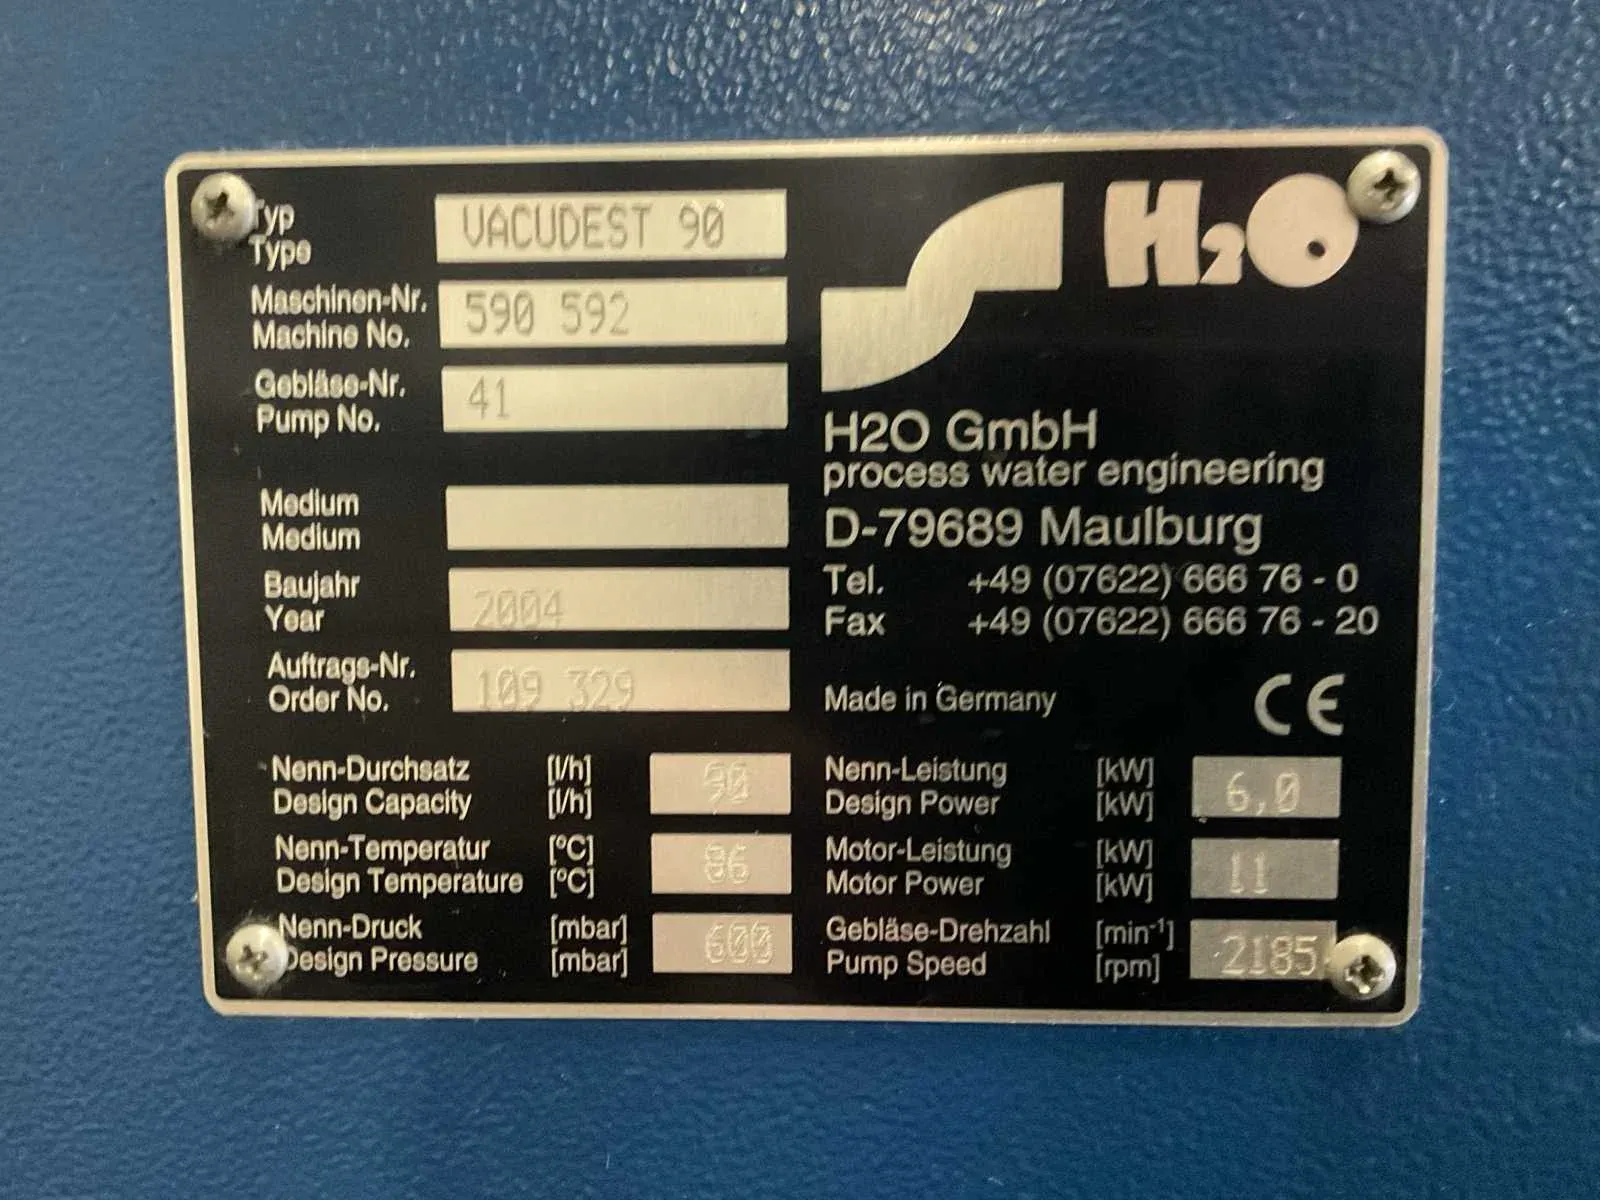 Typ
Type
VACUDEST 90
Maschinen-Nr.
Machine No.
590 592
Gebläse-Nr.
Pump No.
41
Medium
Medium
Baujahr
Year
2004
Auftrags-Nr.
Order No.
109 329
Nenn-Durchsatz [l/h]
Design Capacity [l/h]
90
Nenn-Temperatur [°C]
Design Temperature [°C]
86
Nenn-Druck [mbar]
Design Pressure [mbar]
600
H2O
H2O GmbH
process water engineering
D-79689 Maulburg
Tel. +49 (07622) 666 76 - 0
Fax +49 (07622) 666 76 - 20
Made in Germany CE
Nenn-Leistung [kW]
Design Power [kW]
6,0
Motor-Leistung [kW]
Motor Power [kW]
11
Gebläse-Drehzahl [min⁻¹]
Pump Speed [rpm]
2185